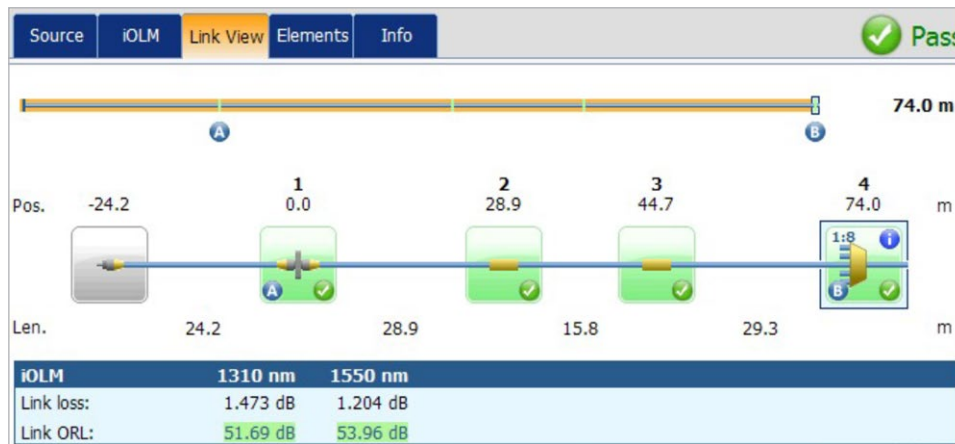 Source iOLM Link View Elements Info Pass
74.0 m
A B
1 2 3 4
Pos. -24.2 0.0 28.9 44.7 74.0 m
1:8 i
A B
Len. 24.2 28.9 15.8 29.3 m
iOLM 1310 nm 1550 nm
Link loss: 1.473 dB 1.204 dB
Link ORL: 51.69 dB 53.96 dB